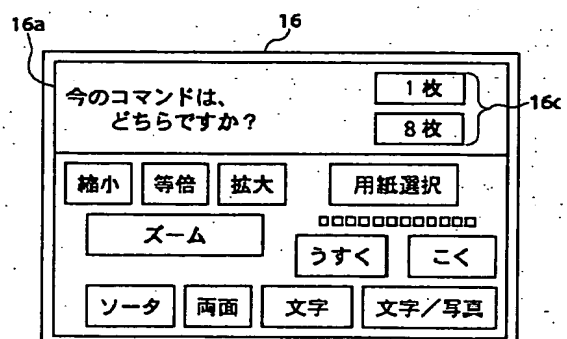 16a
16
今のコマンドは、
どちらですか?
1枚
8枚
16c
縮小 等倍 拡大 用紙選択
ズーム
うすく こく
ソータ 両面 文字 文字/写真